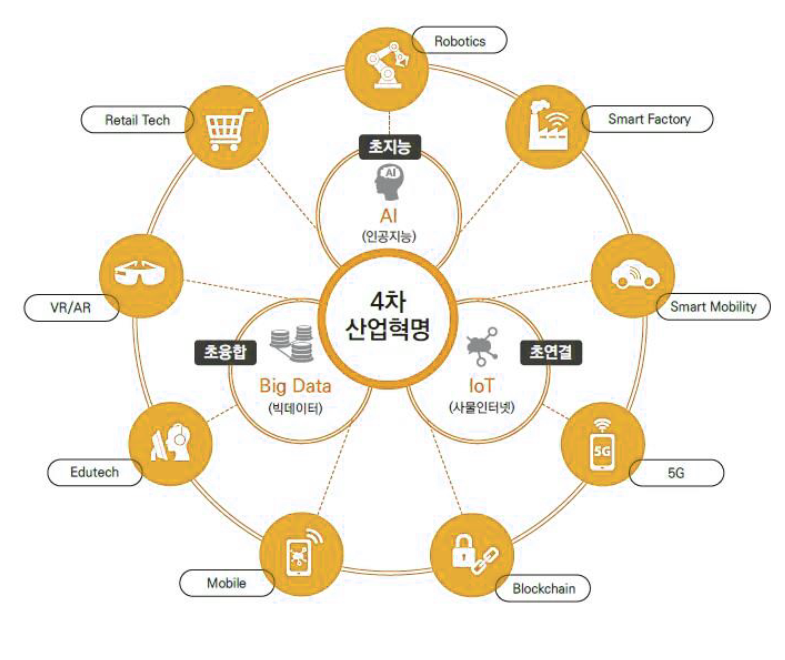 Robotics
Retail Tech
Smart Factory
초지능
AI
AI
(인공지능)
VR/AR
Smart Mobility
4차
산업혁명
초융합
Big Data
(빅데이터)
초연결
IoT
(사물인터넷)
Edutech
5G
5G
Mobile
Blockchain